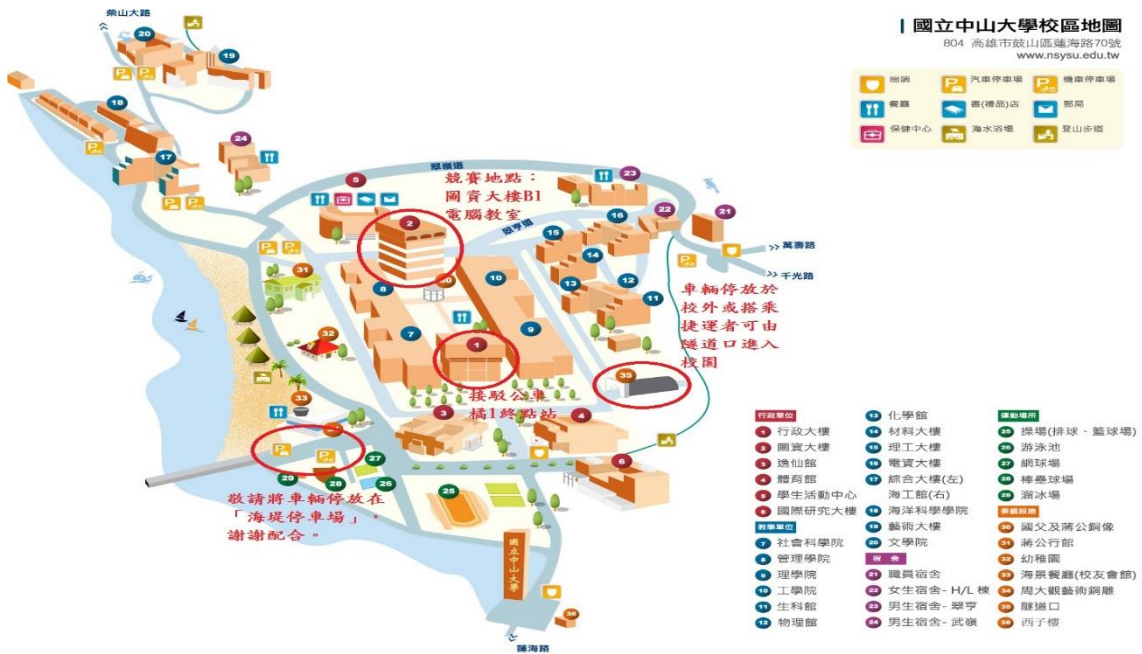 柴山大路
國立中山大學校區地圖
804 高雄市鼓山區蓮海路70號
www.nsysu.edu.tw
崗哨
汽車停車場
機車停車場
餐廳
書(禮品)店
郵局
保健中心
海水浴場
登山步道
翠嶺道
競賽地點：
圖資大樓B1
電腦教室
翠亨道
萬壽路
千光路
車輛停放於
校外或搭乘
捷運者可由
隧道口進入
校園
接駁公車
橘1終點站
敬請將車輛停放在
「海堤停車場」，
謝謝配合。
國立中山大學
蓮海路
行政單位
1 行政大樓
2 圖資大樓
3 逸仙館
4 體育館
5 學生活動中心
6 國際研究大樓
教學單位
7 社會科學院
8 管理學院
9 理學院
10 工學院
11 生科館
12 物理館
13 化學館
14 材料大樓
15 理工大樓
16 電資大樓
17 綜合大樓(左)
海工館(右)
18 海洋科學學院
19 藝術大樓
20 文學院
宿舍
21 職員宿舍
22 女生宿舍- H/L 棟
23 男生宿舍- 翠亨
24 男生宿舍- 武嶺
運動場所
25 操場(排球、籃球場)
26 游泳池
27 網球場
28 棒壘球場
29 溜冰場
景觀設施
30 國父及蔣公銅像
31 蔣公行館
32 幼稚園
33 海景餐廳(校友會館)
34 周大觀藝術銅雕
35 隧道口
36 西子樓